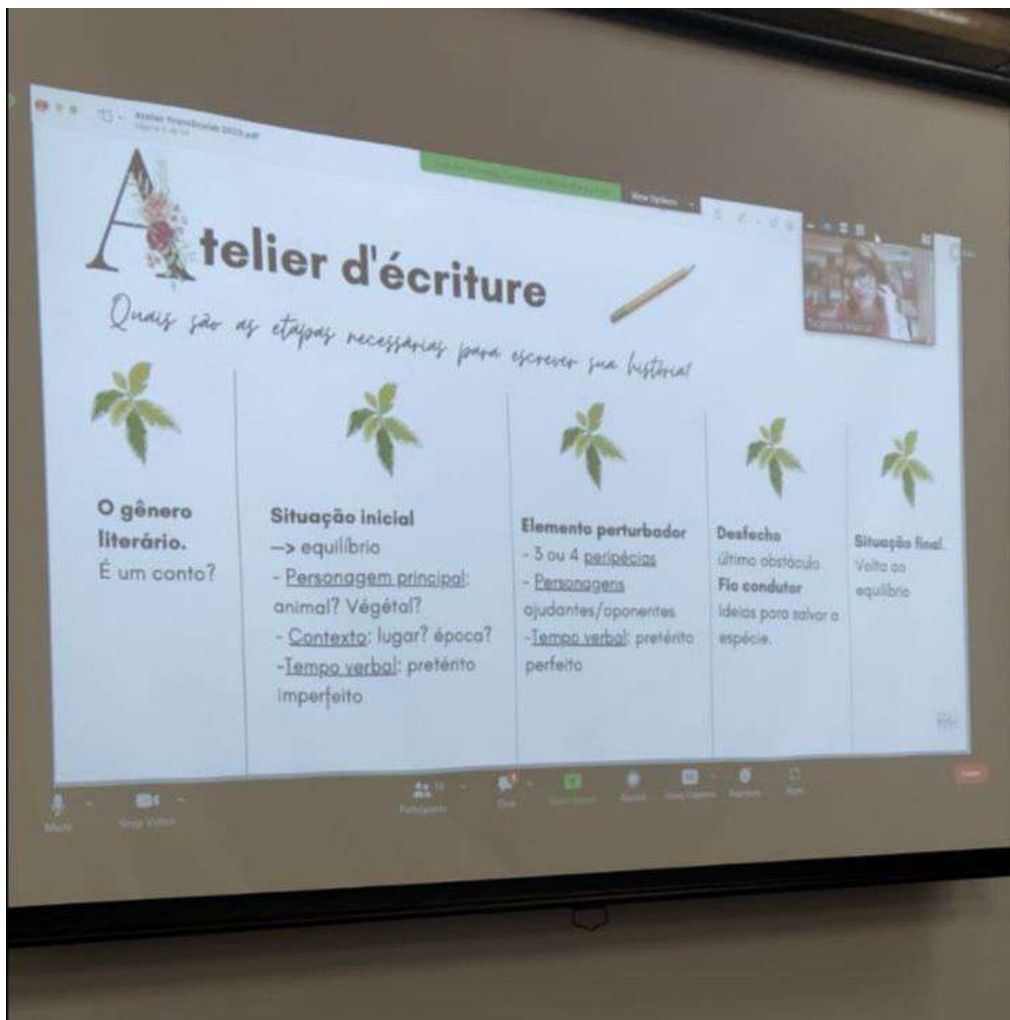 Atelier d'écriture
Quais são as etapas necessárias para escrever sua história?
O gênero
literário.
É um conto?
Situação inicial
—> equilíbrio
- Personagem principal:
animal? Végétal?
- Contexto: lugar? época?
-Tempo verbal: pretérito
imperfeito
Elemento perturbador
- 3 ou 4 peripécias
- Personagens
ajudantes/oponentes
-Tempo verbal: pretérito
perfeito
Desfecho
último obstáculo
Fio condutor
Ideias para salvar a
espécie.
Situação final.
Volta ao
equilíbrio
View Options
Mute
Stop Video
Participants
Chat